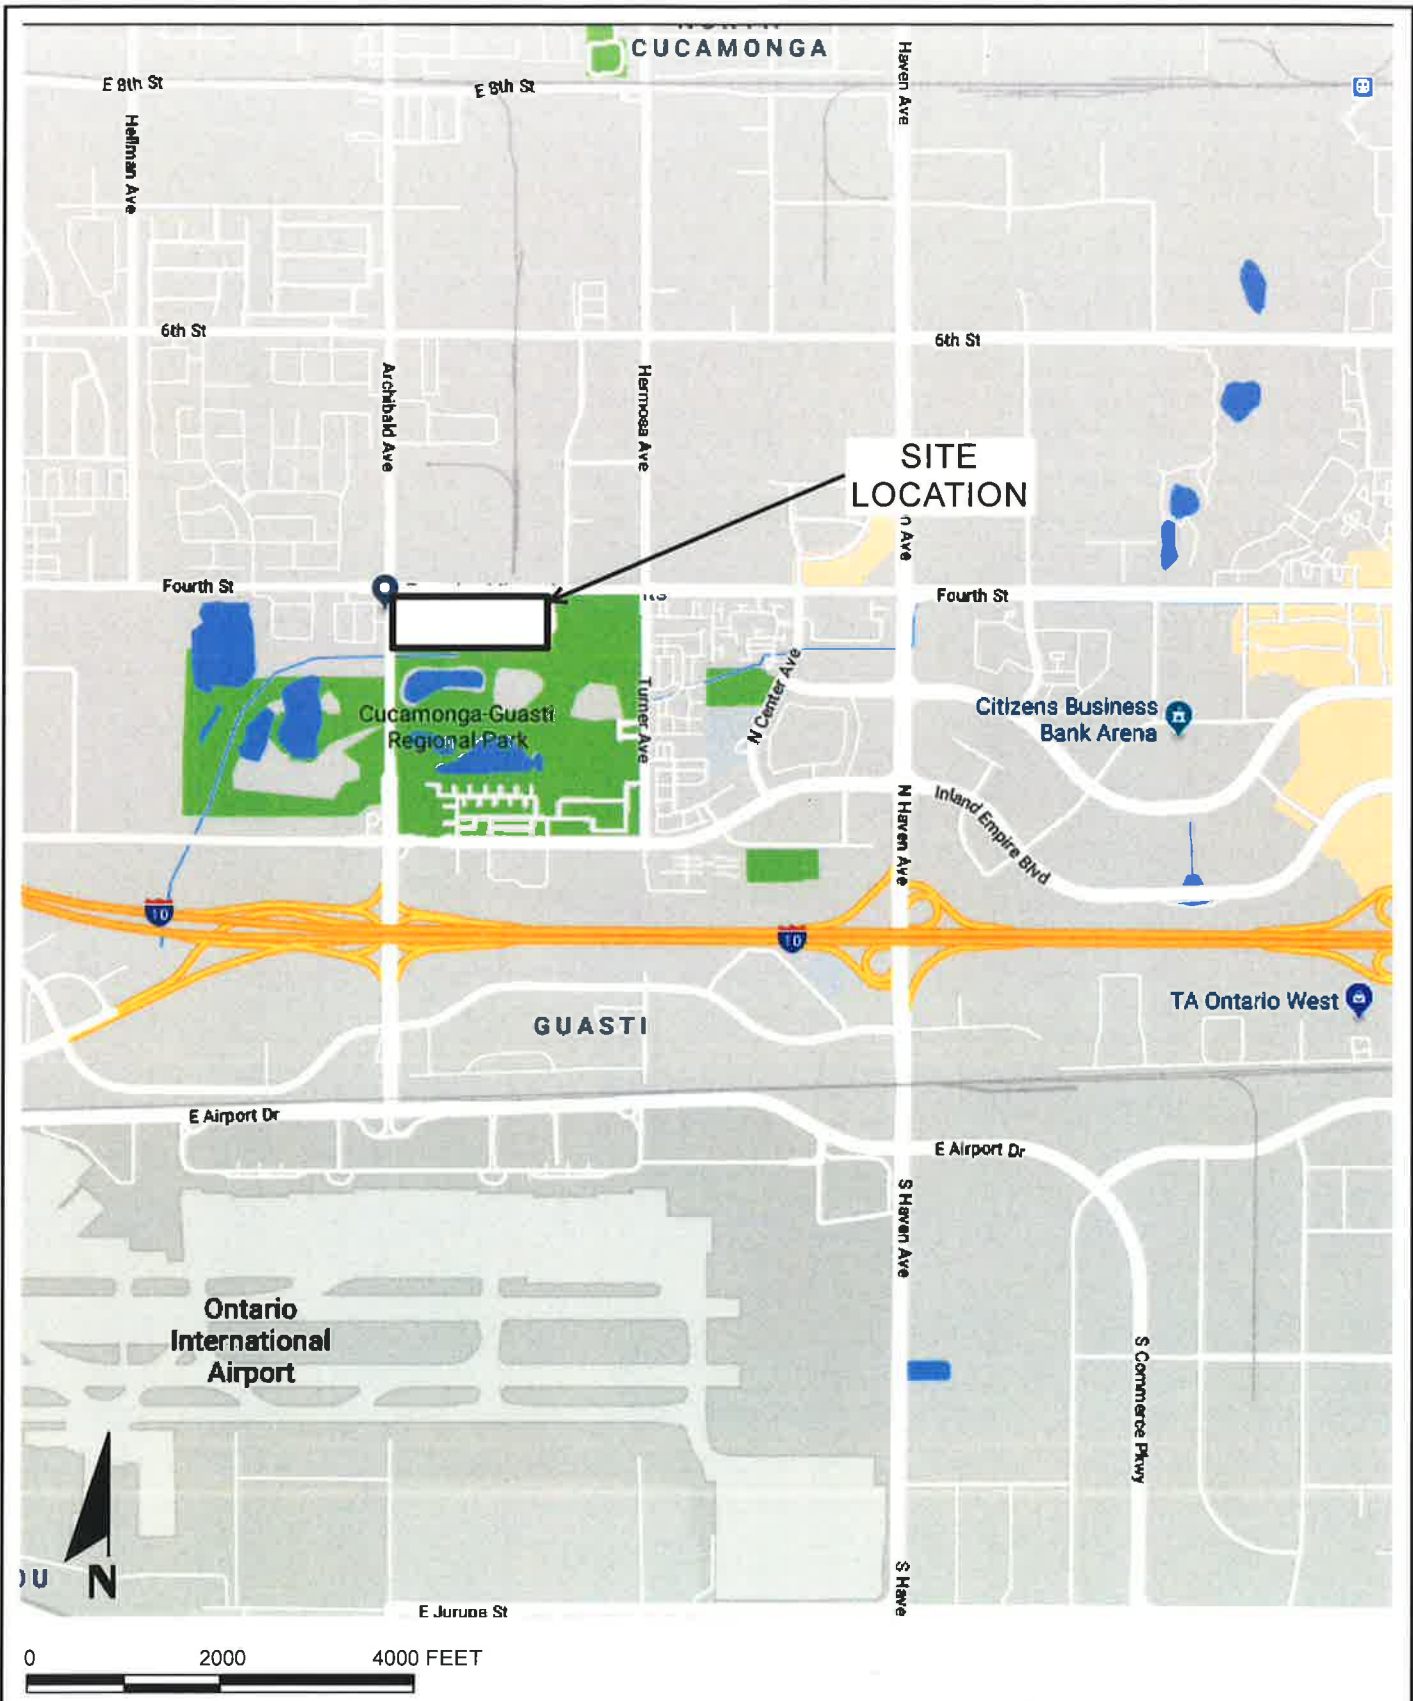 CUCAMONGA
E 8th St
E 8th St
Haven Ave
Hellman Ave
6th St
6th St
Archibald Ave
Hermosa Ave
SITE
LOCATION
n Ave
Fourth St
Fourth St
Turner Ave
N Center Ave
Cucamonga-Guasti
Regional Park
Citizens Business
Bank Arena
N Haven Ave
Inland Empire Blvd
10
10
TA Ontario West
GUASTI
E Airport Dr
E Airport Dr
S Haven Ave
Ontario
International
Airport
S Commerce Pkwy
N
S Have
E Jurupa St
0 2000 4000 FEET